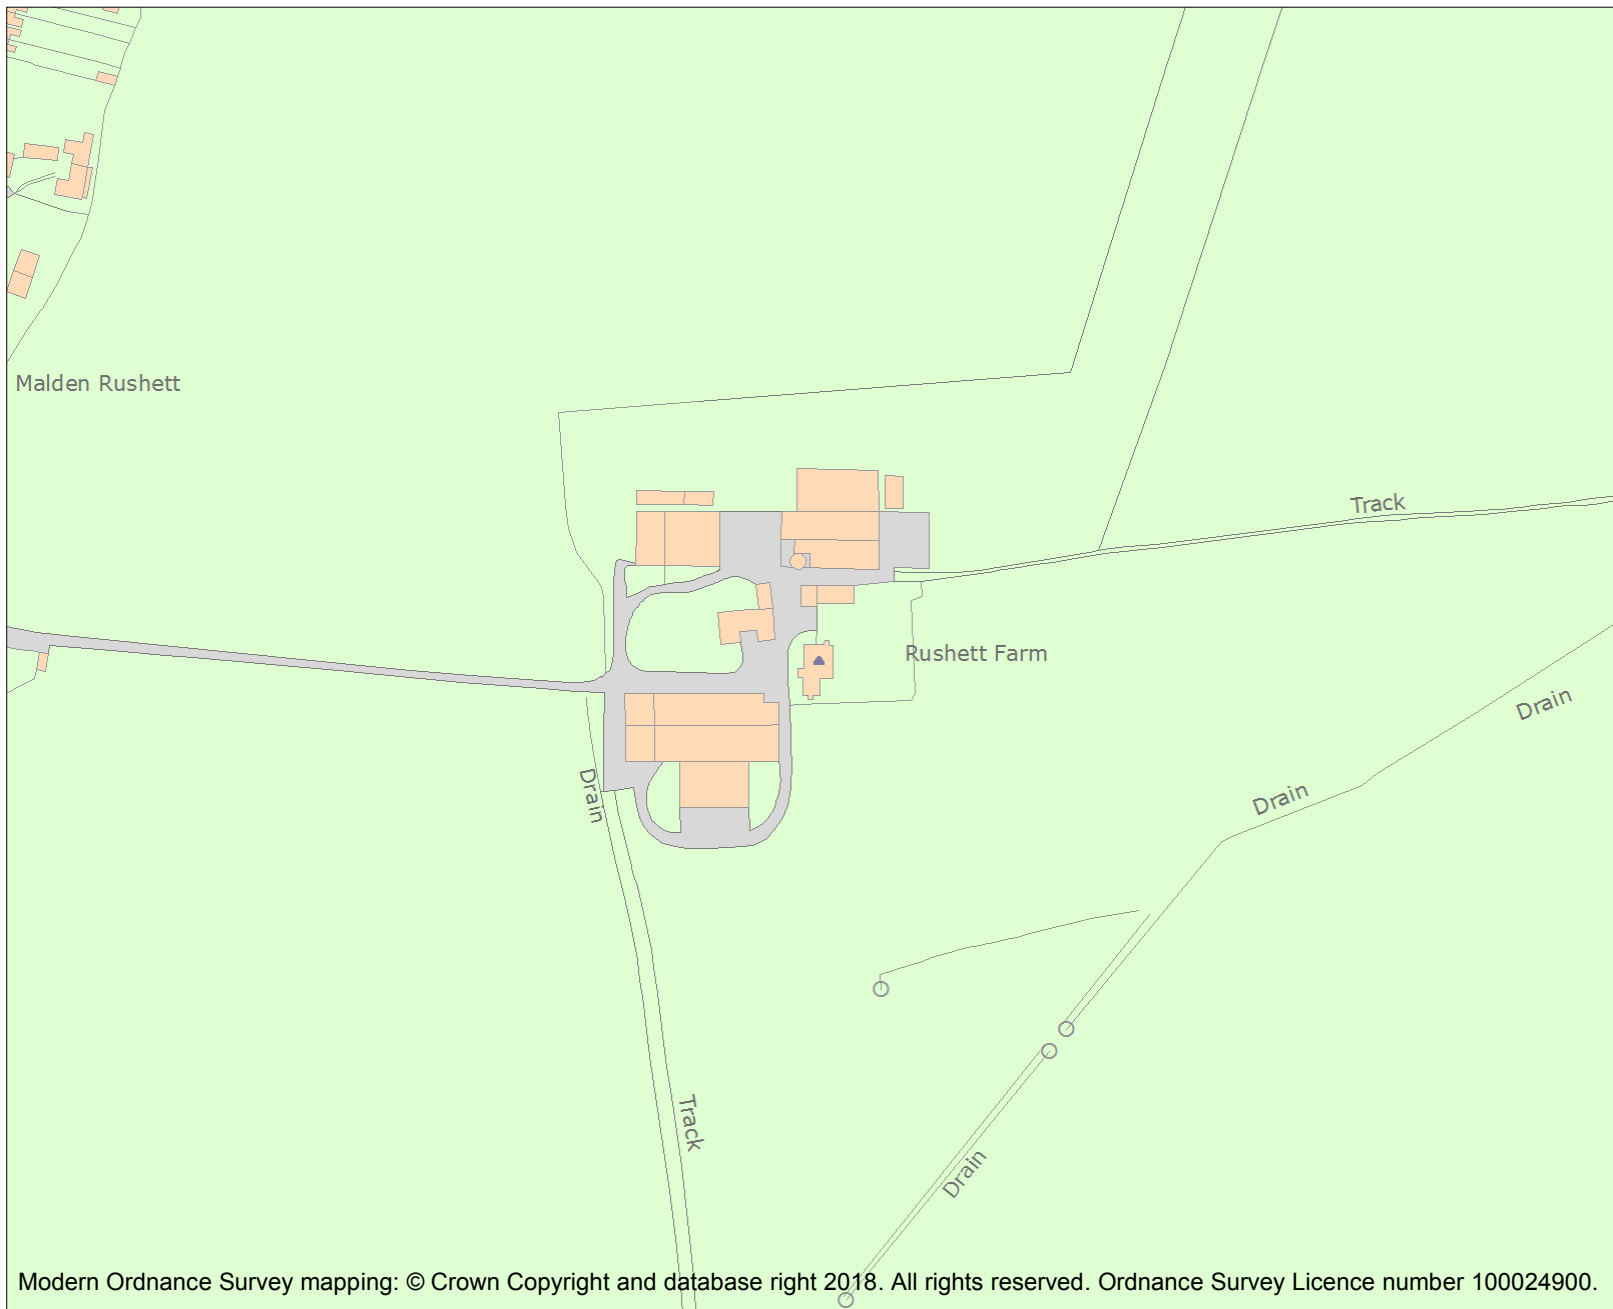 Malden Rushett
Track
Rushett Farm
Drain
Drain
Drain
Track
Drain
Modern Ordnance Survey mapping: © Crown Copyright and database right 2018. All rights reserved. Ordnance Survey Licence number 100024900.